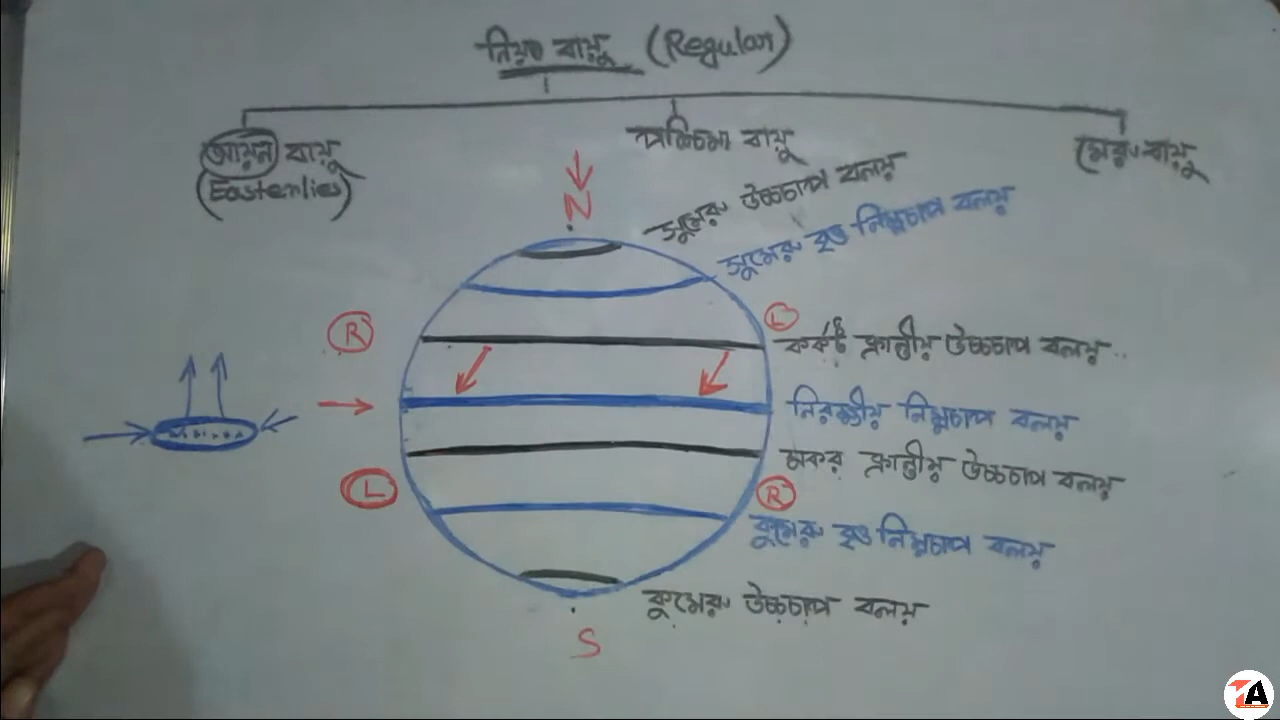 নিয়ত বায়ু (Regular)
আয়ন বায়ু
(Easterlies)
পশ্চিমা বায়ু
মেরু বায়ু
N
সুমেরু উচ্চচাপ বলয়
সুমেরু বৃত্ত নিম্নচাপ বলয়
R
L
কর্কট ক্রান্তীয় উচ্চচাপ বলয়
নিরক্ষীয় নিম্নচাপ বলয়
মকর ক্রান্তীয় উচ্চচাপ বলয়
L
R
কুমেরু বৃত্ত নিম্নচাপ বলয়
কুমেরু উচ্চচাপ বলয়
S